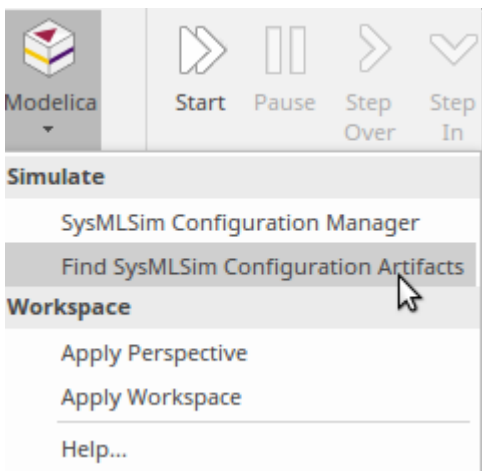 Modelica
Start Pause Step Step
Over In
Simulate
SysMLSim Configuration Manager
Find SysMLSim Configuration Artifacts
Workspace
Apply Perspective
Apply Workspace
Help...